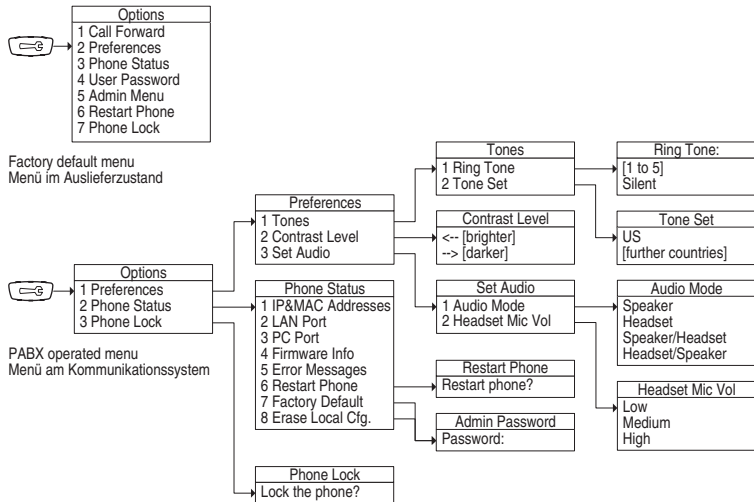 Options
1 Call Forward
2 Preferences
3 Phone Status
4 User Password
5 Admin Menu
6 Restart Phone
7 Phone Lock
Factory default menu
Menü im Auslieferzustand
Options
1 Preferences
2 Phone Status
3 Phone Lock
PABX operated menu
Menü am Kommunikationssystem
Preferences
1 Tones
2 Contrast Level
3 Set Audio
Phone Status
1 IP&MAC Addresses
2 LAN Port
3 PC Port
4 Firmware Info
5 Error Messages
6 Restart Phone
7 Factory Default
8 Erase Local Cfg.
Phone Lock
Lock the phone?
Tones
1 Ring Tone
2 Tone Set
Contrast Level
<-- [brighter]
--> [darker]
Set Audio
1 Audio Mode
2 Headset Mic Vol
Restart Phone
Restart phone?
Admin Password
Password:
Ring Tone:
[1 to 5]
Silent
Tone Set
US
[further countries]
Audio Mode
Speaker
Headset
Speaker/Headset
Headset/Speaker
Headset Mic Vol
Low
Medium
High